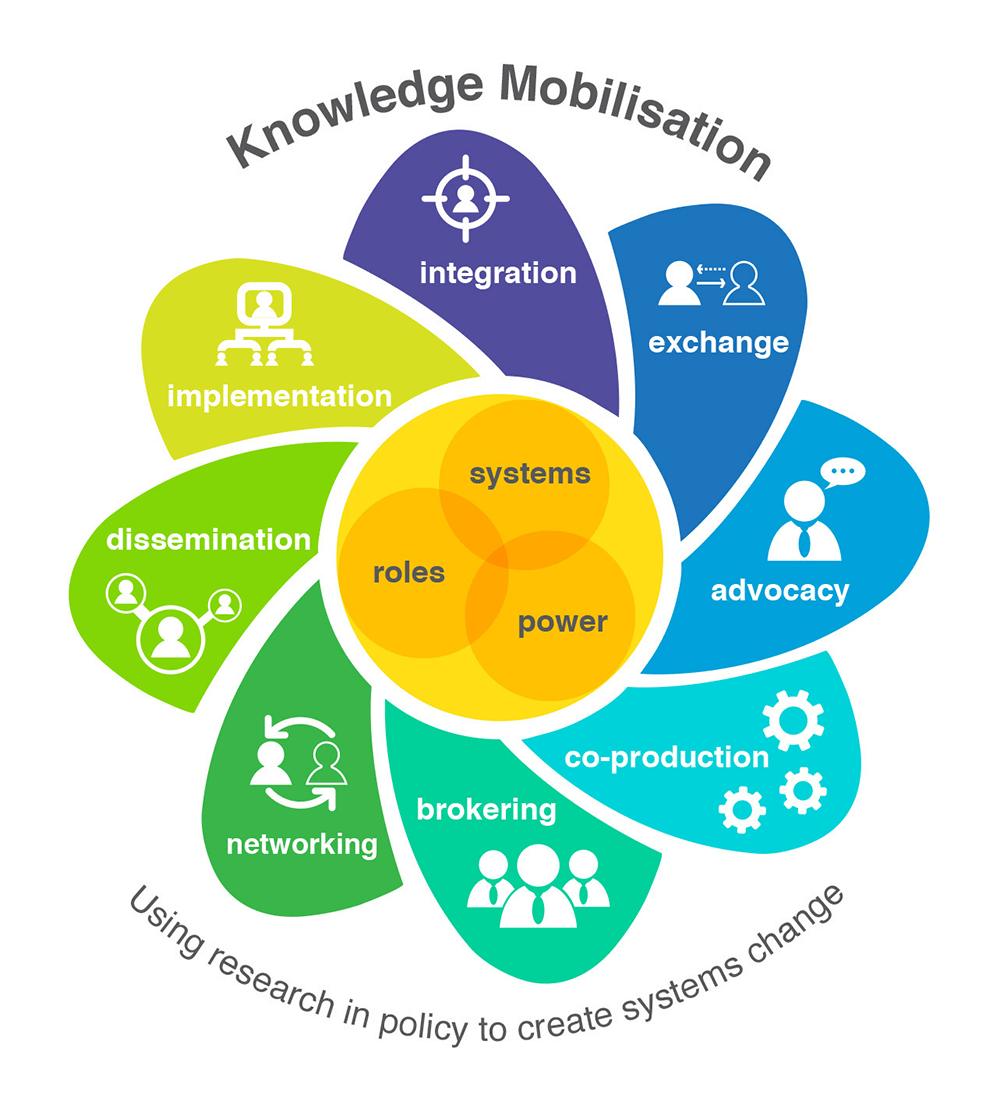 Knowledge Mobilisation
integration
exchange
advocacy
co-production
brokering
networking
dissemination
implementation
systems
roles
power
Using research in policy to create systems change